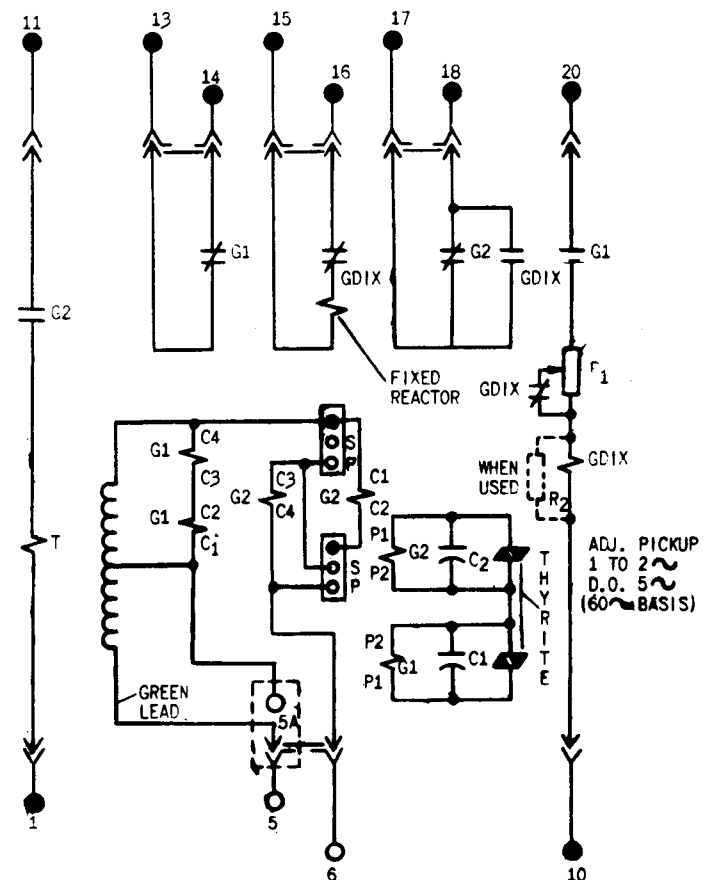 11
13
15
17
14
16
18
20
G1
GDIX
G2
GDIX
G1
G2
FIXED
REACTOR
GDIX
1
C4
G1
C3
S
P
C3
G2
C4
C1
G2
C2
WHEN
USED
GDIX
R2
G1
C2
C1
T
P1
G2
P2
C2
S
P
THYRITE
ADJ. PICKUP
1 TO 2~
D.O. 5~
(60~BASIS)
P2
G1
P1
C1
GREEN
LEAD
5A
1
5
6
10